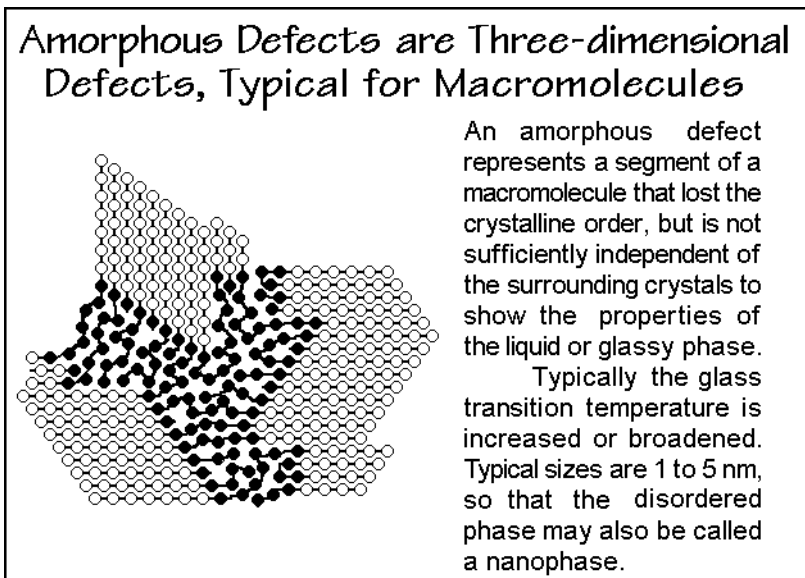 Amorphous Defects are Three-dimensional
Defects, Typical for Macromolecules
An amorphous defect
represents a segment of a
macromolecule that lost the
crystalline order, but is not
sufficiently independent of
the surrounding crystals to
show the properties of
the liquid or glassy phase.
Typically the glass
transition temperature is
increased or broadened.
Typical sizes are 1 to 5 nm,
so that the disordered
phase may also be called
a nanophase.